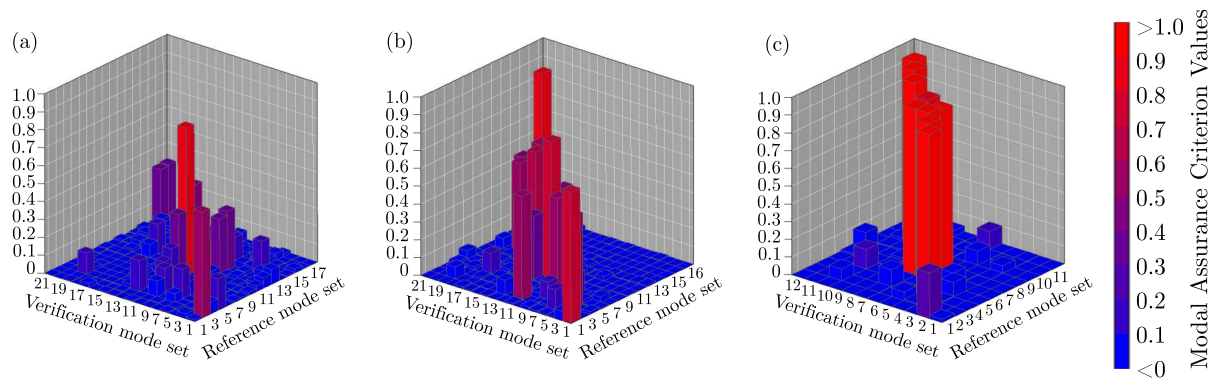 (a)
1.0
0.9
0.8
0.7
0.6
0.5
0.4
0.3
0.2
0.1
0
21 19 17 15 13 11 9 7 5 3 1
Verification mode set
1 3 5 7 9 11 13 15 17
Reference mode set
(b)
1.0
0.9
0.8
0.7
0.6
0.5
0.4
0.3
0.2
0.1
0
21 19 17 15 13 11 9 7 5 3 1
Verification mode set
1 3 5 7 9 11 13 16
Reference mode set
(c)
1.0
0.9
0.8
0.7
0.6
0.5
0.4
0.3
0.2
0.1
0
12 11 10 9 8 7 6 5 4 3 2 1
Verification mode set
1 2 3 4 5 6 7 8 9 10 11
Reference mode set
>1.0
0.9
0.8
0.7
0.6
0.5
0.4
0.3
0.2
0.1
<0
Modal Assurance Criterion Values